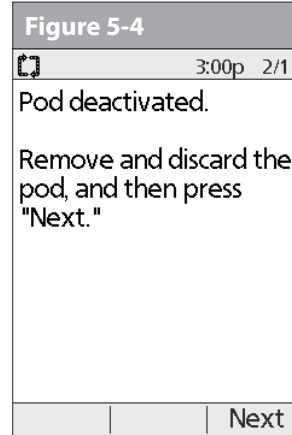 Figure 5-4
3:00p 2/1
Pod deactivated.
Remove and discard the
pod, and then press
"Next."
Next